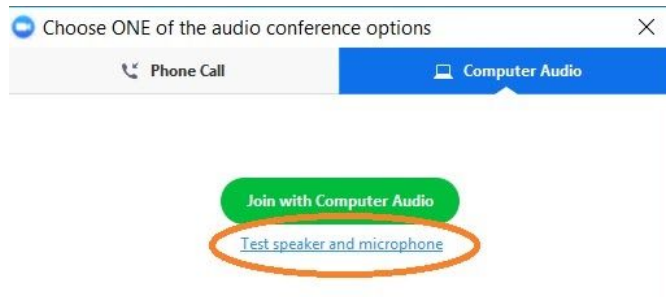 Choose ONE of the audio conference options
Phone Call
Computer Audio
Join with Computer Audio
Test speaker and microphone